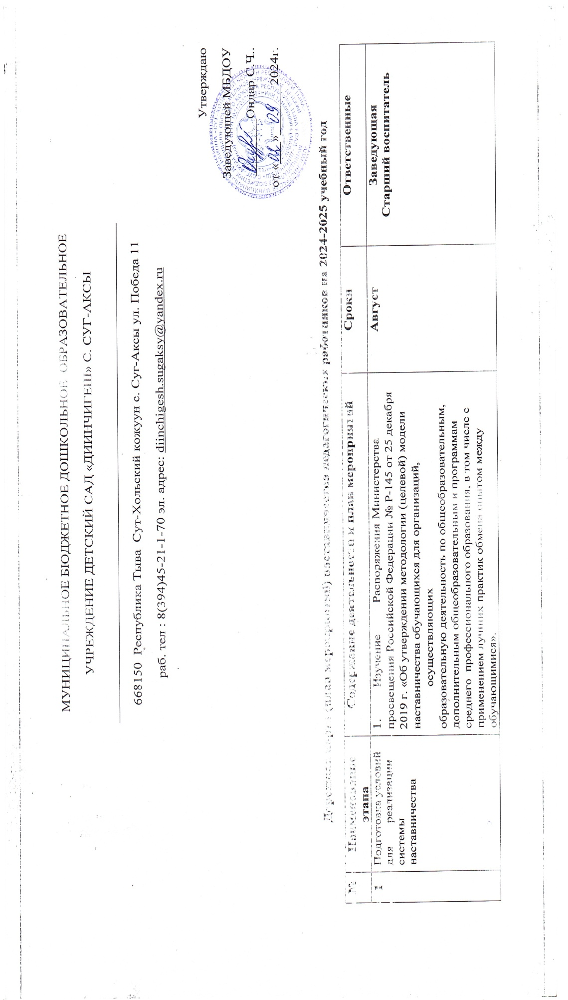 МУНИЦИПАЛЬНОЕ БЮДЖЕТНОЕ ДОШКОЛЬНОЕ ОБРАЗОВАТЕЛЬНОЕ
УЧРЕЖДЕНИЕ ДЕТСКИЙ САД «ДИИНЧИГЕШ» С. СУГ-АКСЫ
668150 Республика Тыва Сут-Хольский кожуун с. Суг-Аксы ул. Победа 11
раб. тел : 8(394)45-21-1-70 эл. адрес: diinchigesh.sugaksy@yandex.ru
Утверждаю
Заведующей МБДОУ
Ондар С.Ч..
от «02» 09 2024г.
Дорожная карта (план мероприятий) наставничества педагогических работников на 2024-2025 учебный год
№
Наименование
этапа
Содержание деятельности и план мероприятий
Сроки
Ответственные
1
Подготовка условий
для реализации
системы
наставничества
1. Изучение Распоряжения Министерства
просвещения Российской Федерации № Р-145 от 25 декабря
2019 г. «Об утверждении методологии (целевой) модели
наставничества обучающихся для организаций,
осуществляющих
образовательную деятельность по общеобразовательным,
дополнительным общеобразовательным и программам
среднего профессионального образования, в том числе с
применением лучших практик обмена опытом между
обучающимися».
Август
Заведующая
Старший воспитатель